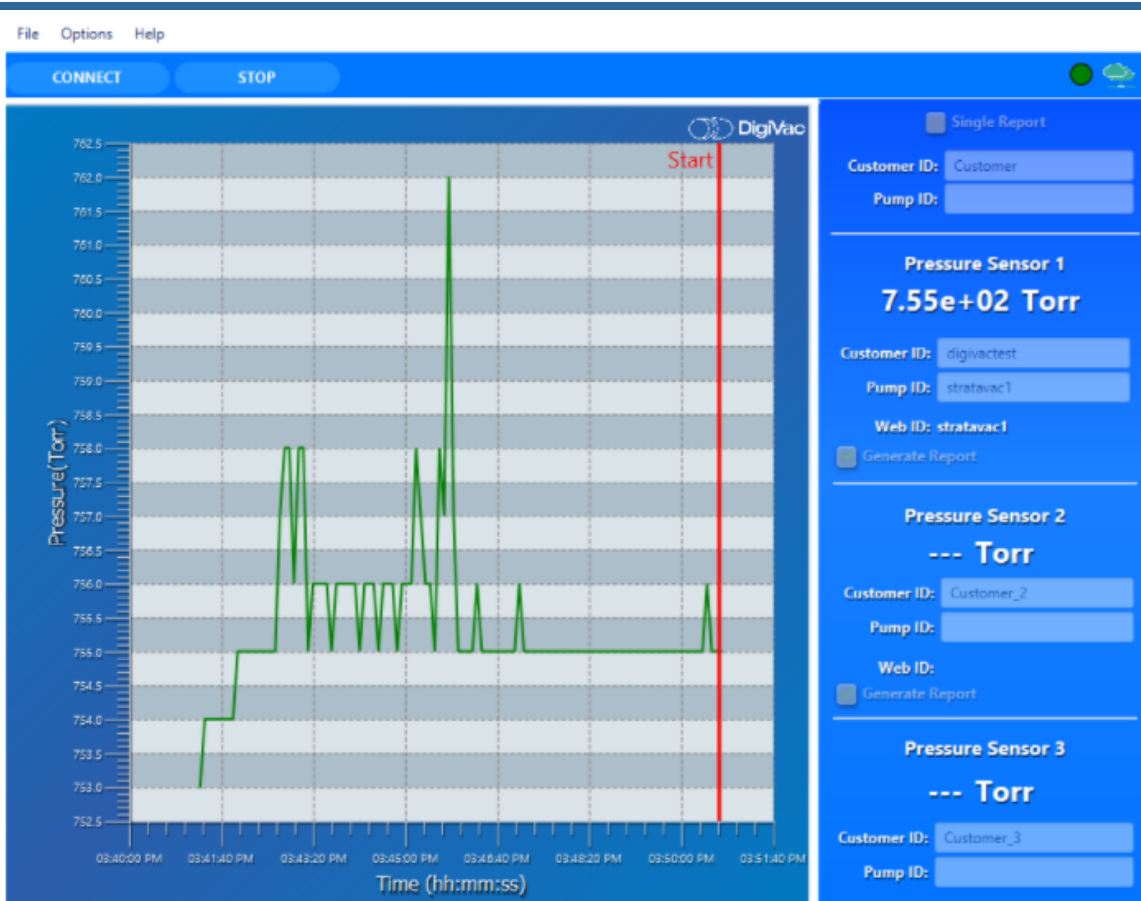 File Options Help
CONNECT STOP
DigiVac
Start
762.5
762.0
761.5
761.0
760.5
760.0
759.5
759.0
758.5
758.0
757.5
757.0
756.5
756.0
755.5
755.0
754.5
754.0
753.5
753.0
752.5
Pressure(Torr)
03:40:00 PM 03:41:40 PM 03:43:20 PM 03:45:00 PM 03:46:40 PM 03:48:20 PM 03:50:00 PM 03:51:40 PM
Time (hh:mm:ss)
Single Report
Customer ID: Customer
Pump ID:
Pressure Sensor 1
7.55e+02 Torr
Customer ID: digivactest
Pump ID: stratavac1
Web ID: stratavac1
Generate Report
Pressure Sensor 2
--- Torr
Customer ID: Customer_2
Pump ID:
Web ID:
Generate Report
Pressure Sensor 3
--- Torr
Customer ID: Customer_3
Pump ID: